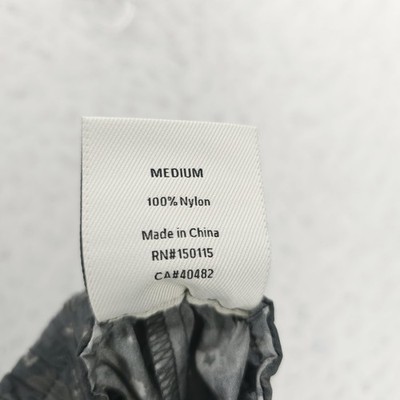 MEDIUM
100% Nylon
Made in China
RN#150115
CA#40482